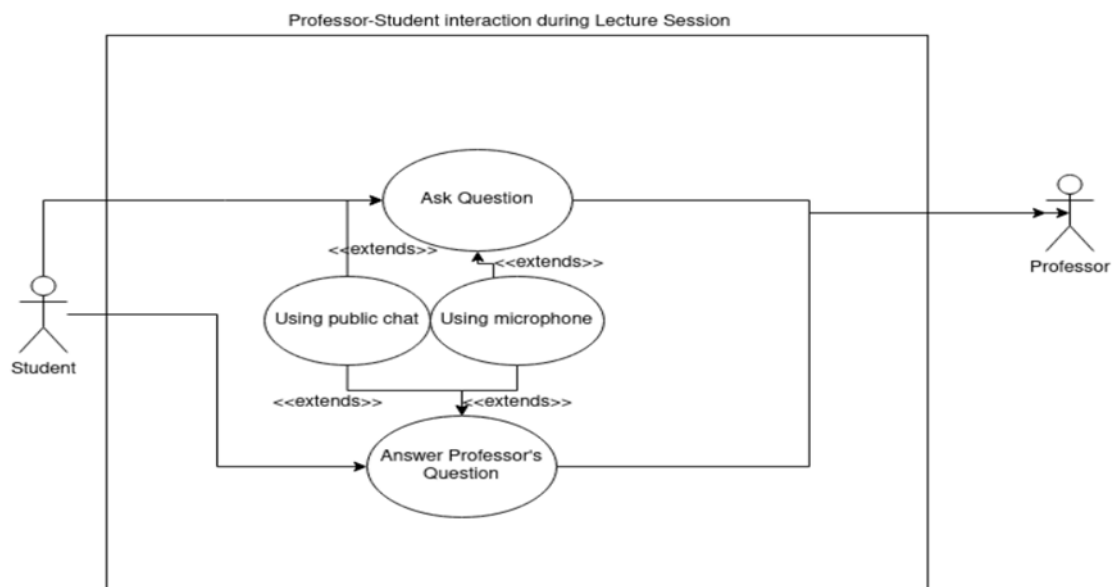 Professor-Student interaction during Lecture Session
Ask Question
<<extends>>
<<extends>>
Professor
Using public chat
Using microphone
Student
<<extends>>
<<extends>>
Answer Professor's
Question